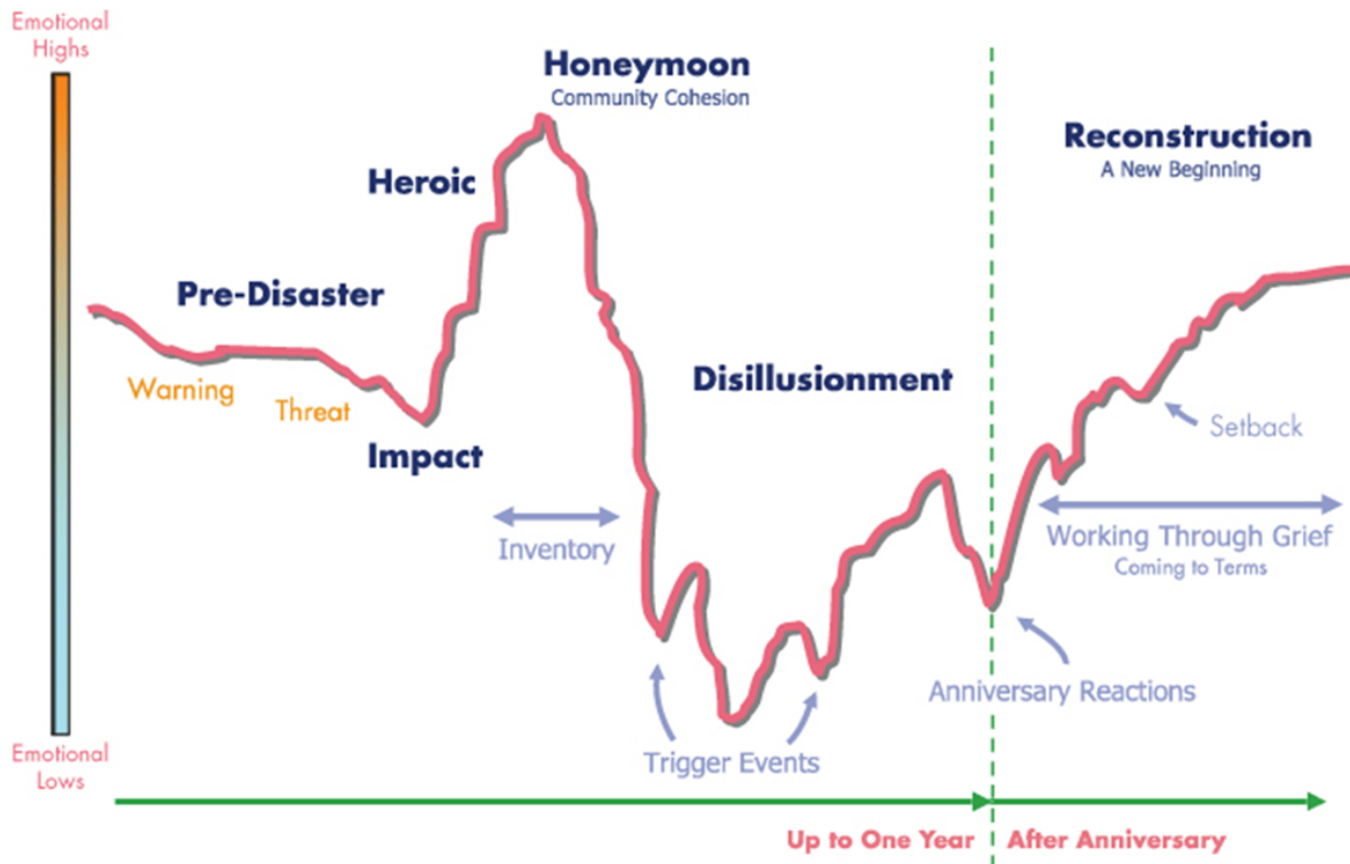 Emotional
Highs
Honeymoon
Community Cohesion
Reconstruction
A New Beginning
Heroic
Pre-Disaster
Warning
Threat
Impact
Disillusionment
Setback
Inventory
Working Through Grief
Coming to Terms
Anniversary Reactions
Trigger Events
Emotional
Lows
Up to One Year
After Anniversary